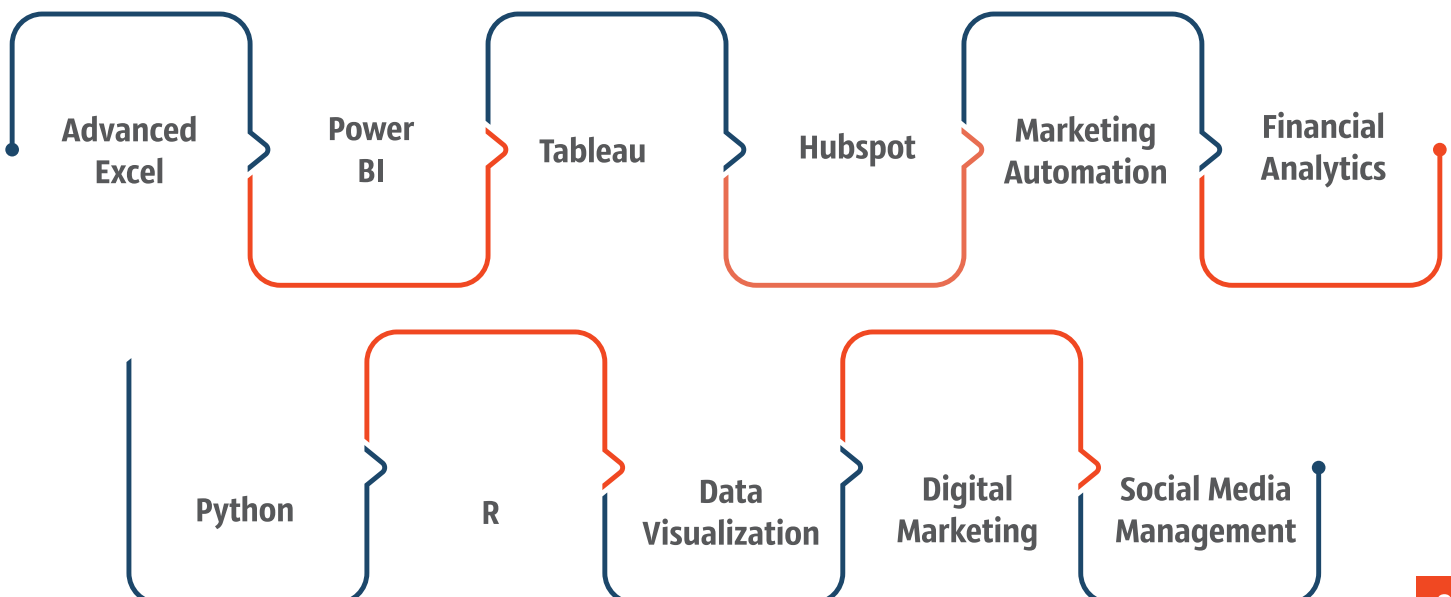 Advanced
Excel
Power
BI
Tableau
Hubspot
Marketing
Automation
Financial
Analytics
Python
R
Data
Visualization
Digital
Marketing
Social Media
Management